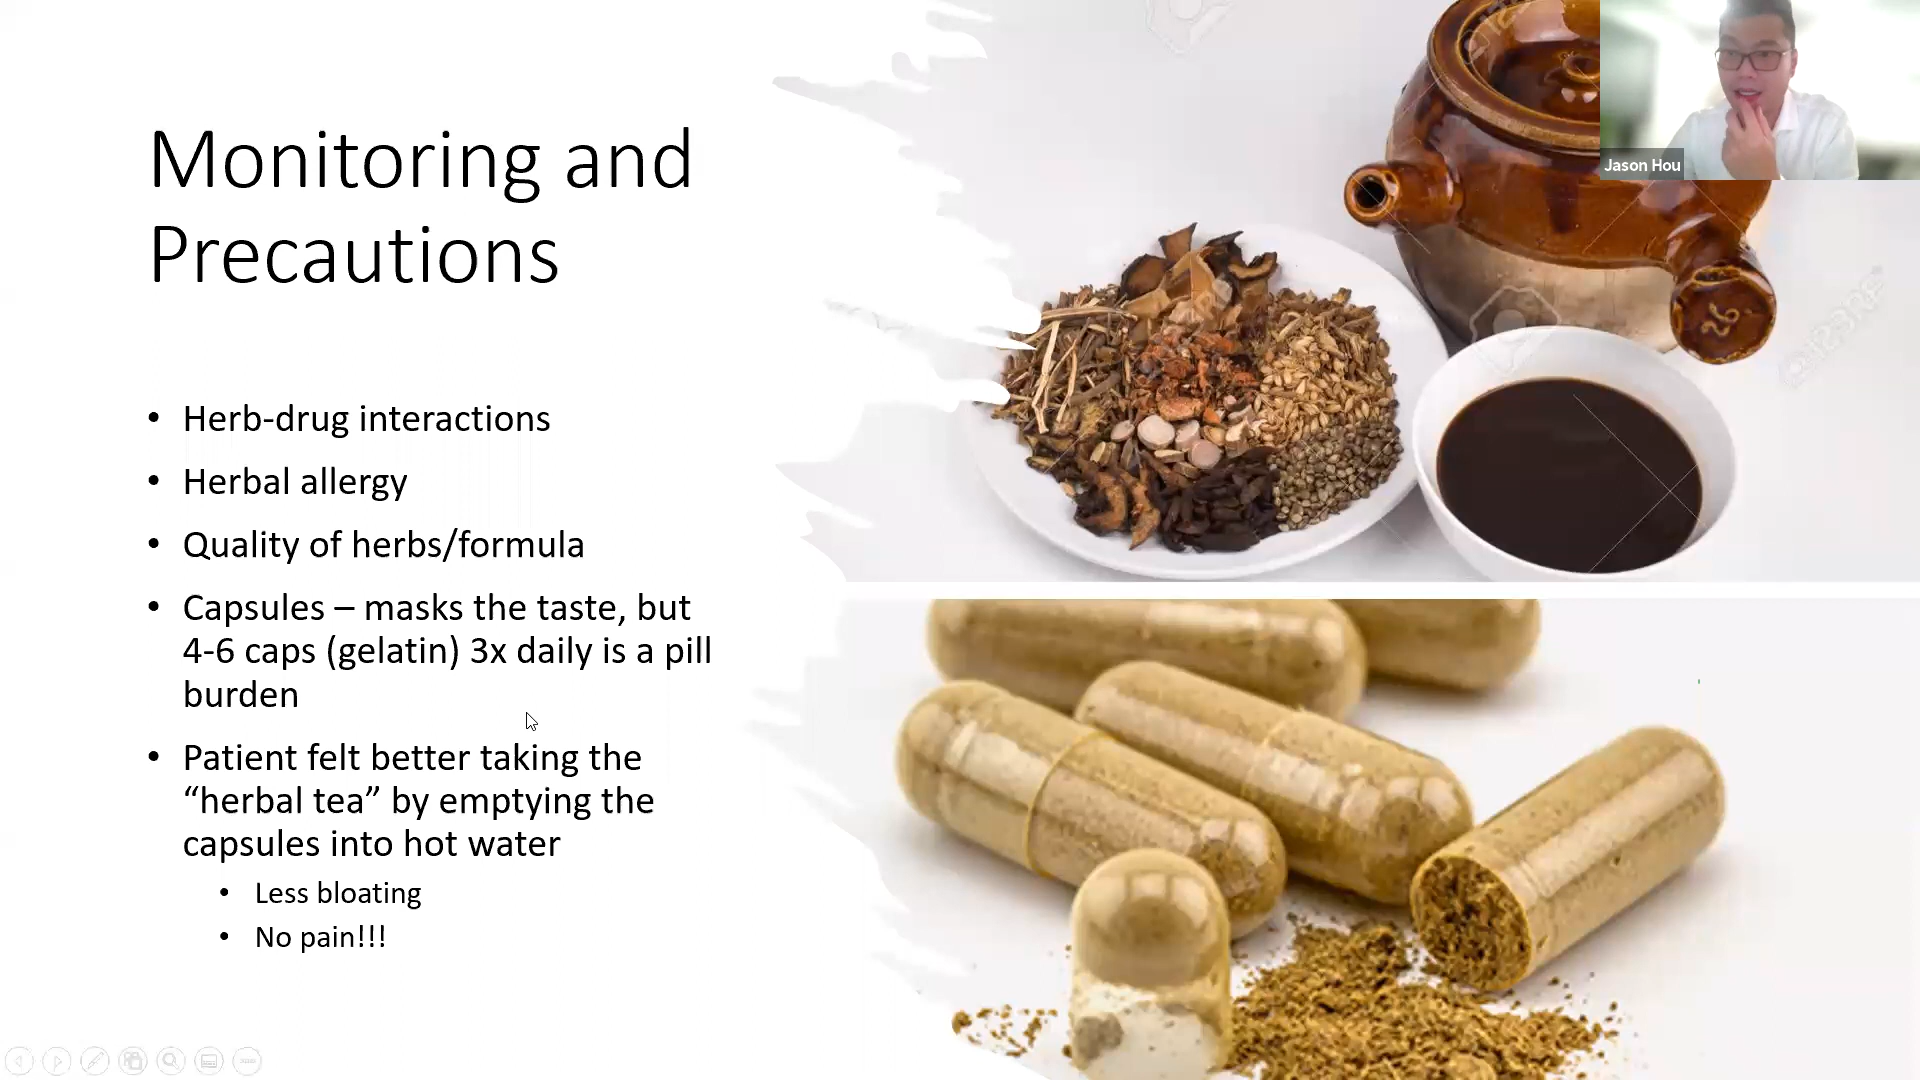 Monitoring and
Precautions
• Herb-drug interactions
• Herbal allergy
• Quality of herbs/formula
• Capsules – masks the taste, but
4-6 caps (gelatin) 3x daily is a pill
burden
• Patient felt better taking the
“herbal tea” by emptying the
capsules into hot water
• Less bloating
• No pain!!!
Jason Hou
26
123RF